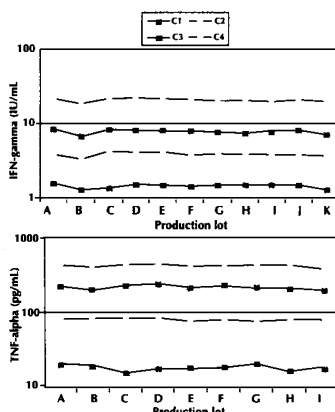 C1 C2
C3 C4
IFN-gamma (IU/mL
100
10
1
A B C D E F G H I J K
Production lot
TNF-alpha (pg/mL)
1000
100
10
A B C D E F G H I
Production lot